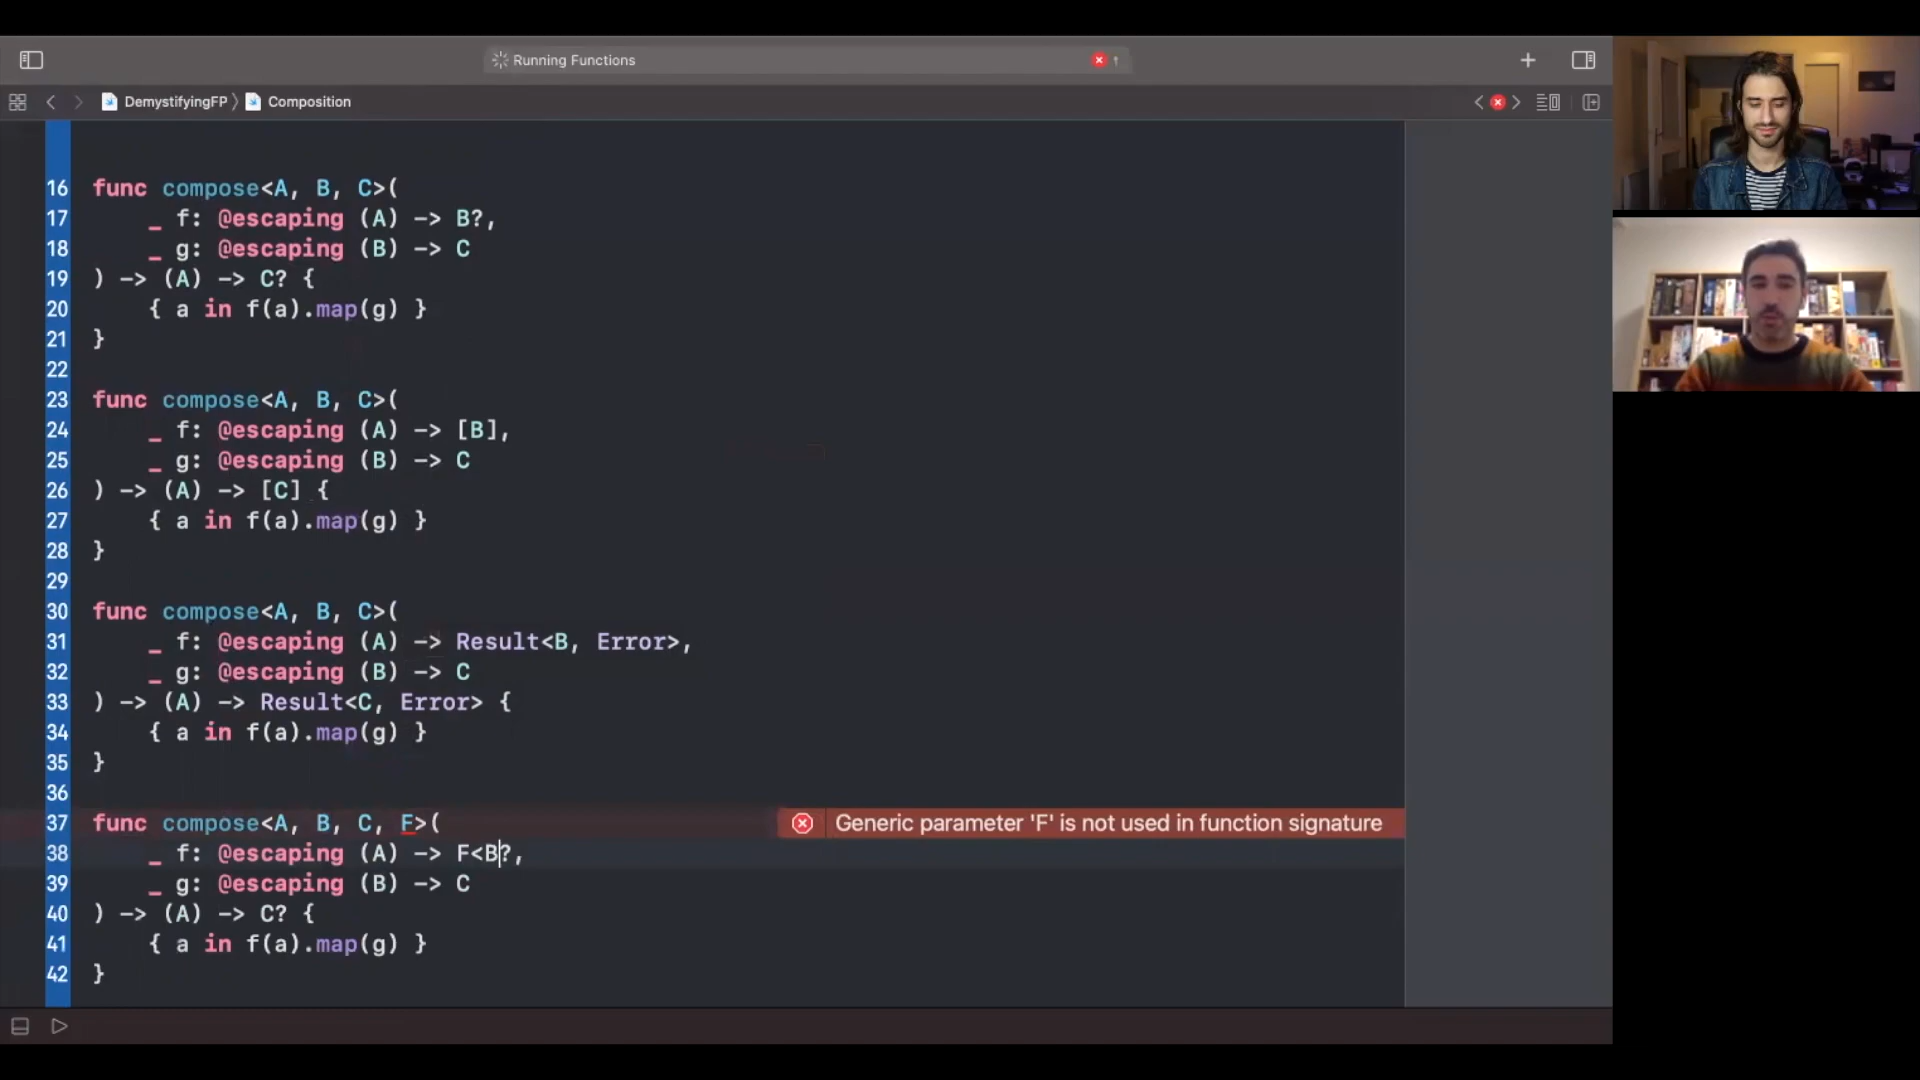 Running Functions
DemystifyingFP
Composition
16 func compose<A, B, C>(
17     _ f: @escaping (A) -> B?,
18     _ g: @escaping (B) -> C
19 ) -> (A) -> C? {
20     { a in f(a).map(g) }
21 }
22
23 func compose<A, B, C>(
24     _ f: @escaping (A) -> [B],
25     _ g: @escaping (B) -> C
26 ) -> (A) -> [C] {
27     { a in f(a).map(g) }
28 }
29
30 func compose<A, B, C>(
31     _ f: @escaping (A) -> Result<B, Error>,
32     _ g: @escaping (B) -> C
33 ) -> (A) -> Result<C, Error> {
34     { a in f(a).map(g) }
35 }
36
37 func compose<A, B, C, F>( Generic parameter 'F' is not used in function signature
38     _ f: @escaping (A) -> F<B?,
39     _ g: @escaping (B) -> C
40 ) -> (A) -> C? {
41     { a in f(a).map(g) }
42 }